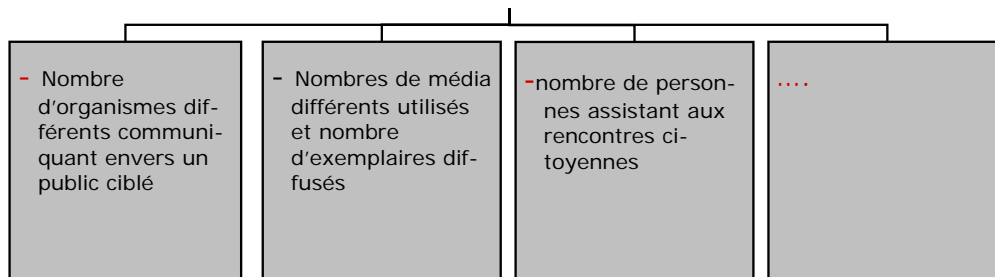 - Nombre
d'organismes dif-
férents communi-
quant envers un
public ciblé
- Nombres de média
différents utilisés
et nombre
d'exemplaires dif-
fusés
-nombre de person-
nes assistant aux
rencontres ci-
toyennes
....